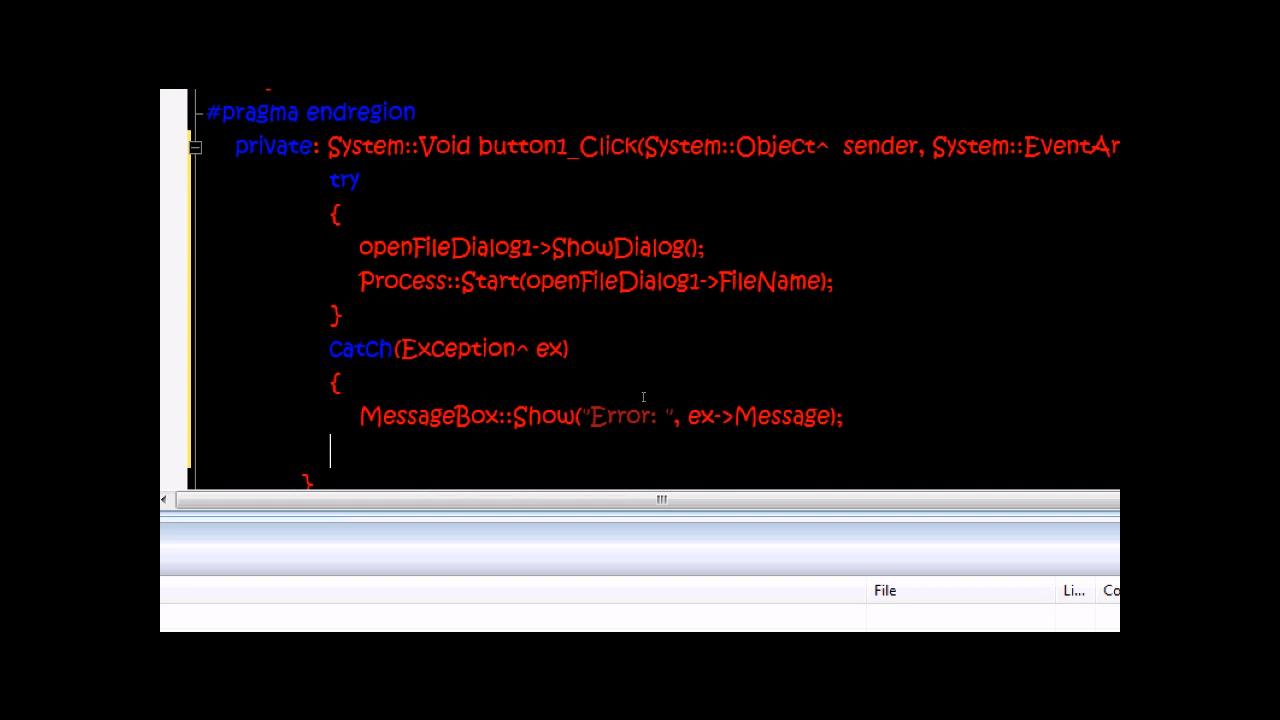 #pragma endregion
private: System::Void button1_Click(System::Object^ sender, System::EventAr
try
{
openFileDialog1->ShowDialog();
Process::Start(openFileDialog1->FileName);
}
catch(Exception^ ex)
{
MessageBox::Show("Error: ", ex->Message);
}
File Li... Co